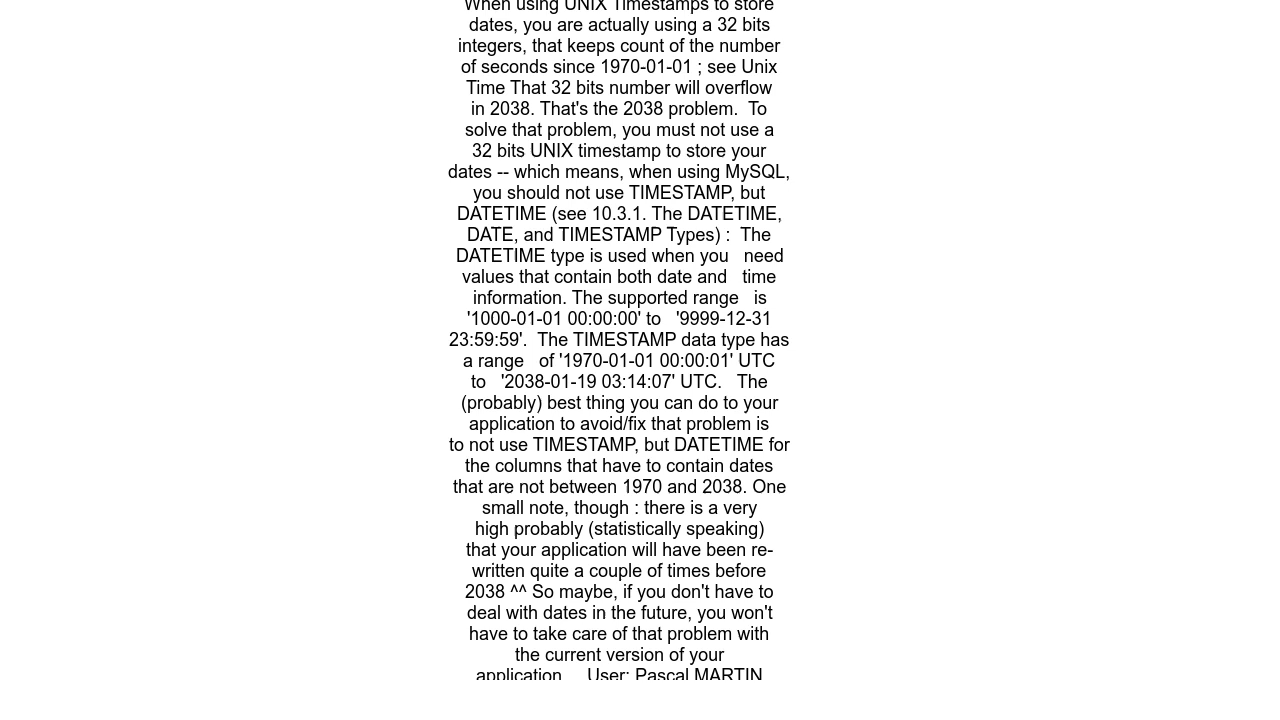 When using UNIX Timestamps to store
dates, you are actually using a 32 bits
integers, that keeps count of the number
of seconds since 1970-01-01 ; see Unix
Time That 32 bits number will overflow
in 2038. That's the 2038 problem.  To
solve that problem, you must not use a
32 bits UNIX timestamp to store your
dates -- which means, when using MySQL,
you should not use TIMESTAMP, but
DATETIME (see 10.3.1. The DATETIME,
DATE, and TIMESTAMP Types) :  The
DATETIME type is used when you   need
values that contain both date and   time
information. The supported range   is
'1000-01-01 00:00:00' to   '9999-12-31
23:59:59'.  The TIMESTAMP data type has
a range   of '1970-01-01 00:00:01' UTC
to   '2038-01-19 03:14:07' UTC.   The
(probably) best thing you can do to your
application to avoid/fix that problem is
to not use TIMESTAMP, but DATETIME for
the columns that have to contain dates
that are not between 1970 and 2038. One
small note, though : there is a very
high probably (statistically speaking)
that your application will have been re-
written quite a couple of times before
2038 ^^ So maybe, if you don't have to
deal with dates in the future, you won't
have to take care of that problem with
the current version of your
application...  User: Pascal MARTIN